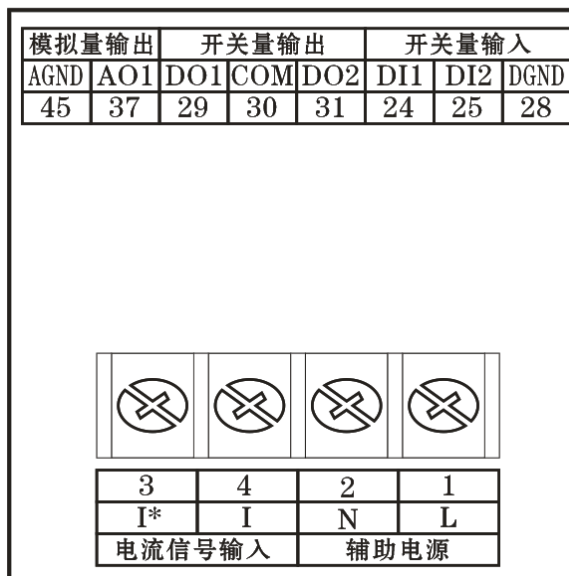 模拟量输出 开关量输出 开关量输入
AGND AO1 DO1 COM DO2 DI1 DI2 DGND
45 37 29 30 31 24 25 28
3 4 2 1
I* I N L
电流信号输入 辅助电源